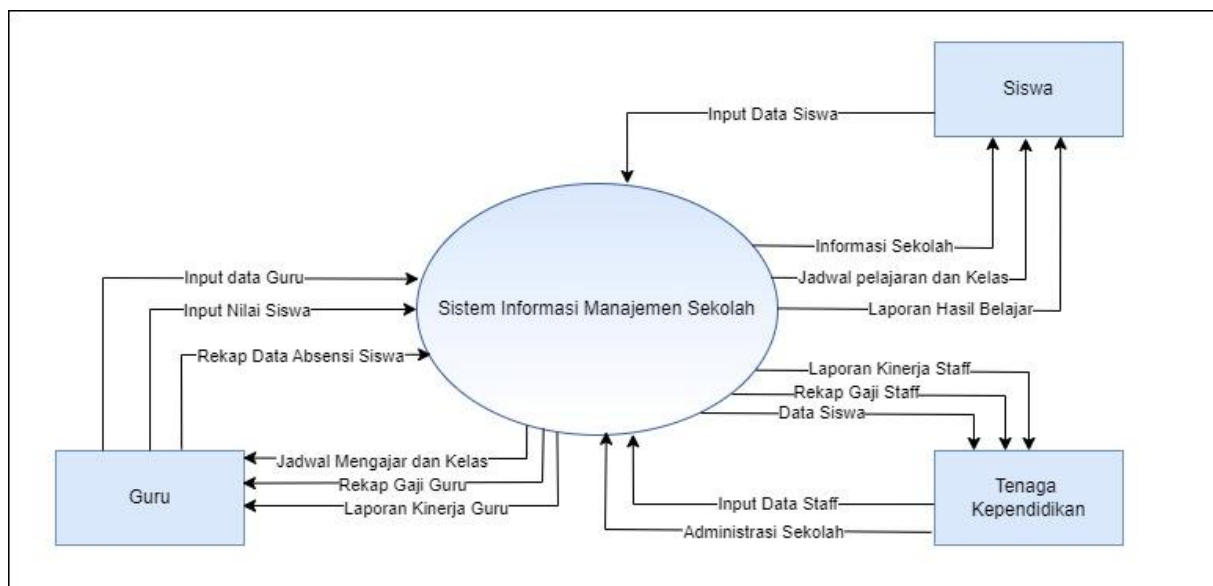 Siswa
Input Data Siswa
Informasi Sekolah
Input data Guru
Jadwal pelajaran dan Kelas
Input Nilai Siswa
Sistem Informasi Manajemen Sekolah
Laporan Hasil Belajar
Rekap Data Absensi Siswa
Laporan Kinerja Staff
Rekap Gaji Staff
Data Siswa
Jadwal Mengajar dan Kelas
Rekap Gaji Guru
Laporan Kinerja Guru
Guru
Input Data Staff
Administrasi Sekolah
Tenaga
Kependidikan